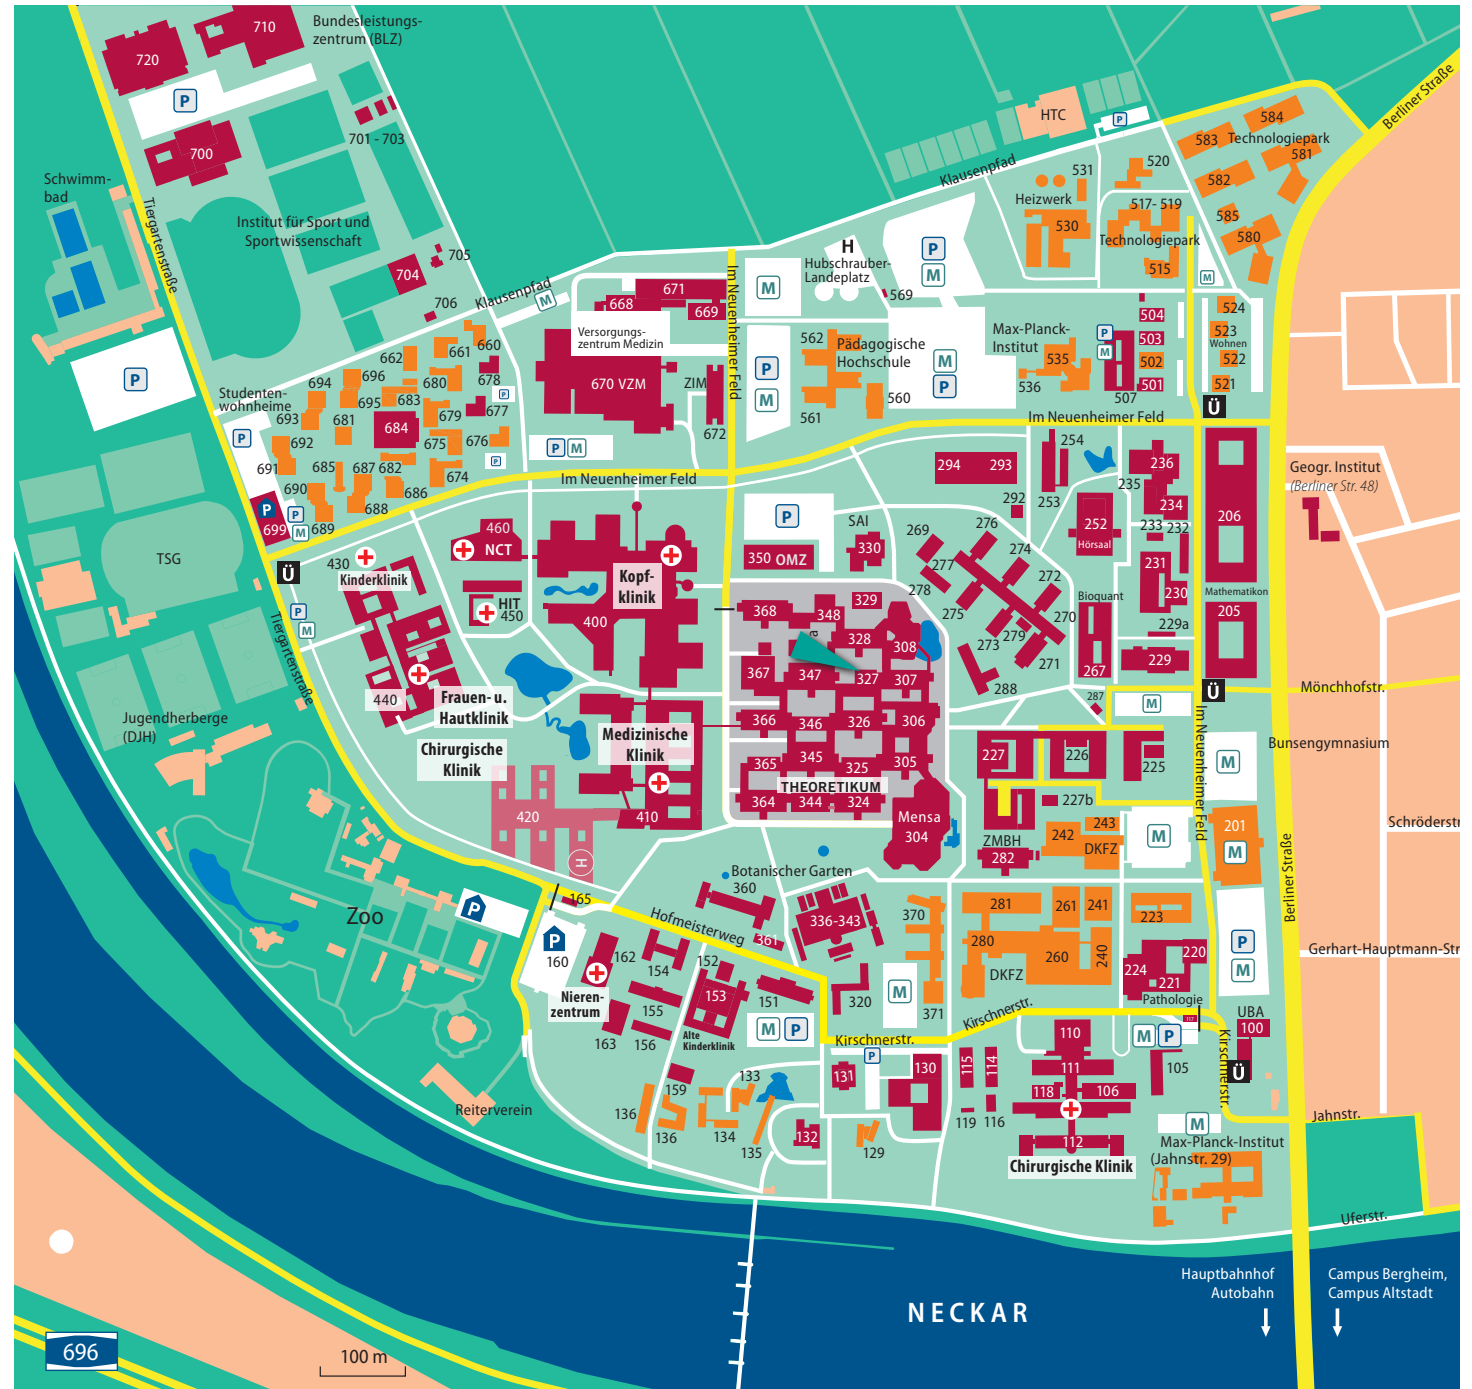 710
Bundesleistungs-
zentrum (BLZ)
720
P
HTC
P
Berliner Straße
584
583
Technologiepark
581
701 - 703
700
Schwimm-
bad
Klausenpfad
520
531
582
Heizwerk
Tiergartenstraße
Institut für Sport und
Sportwissenschaft
517- 519
585
530
580
Technologiepark
H
P
705
Hubschrauber-
Landeplatz
M
515
704
Im Neuenheimer Feld
M
M
671
569
Klausenpfad
M
706
668
669
504
524
Versorgungs-
zentrum Medizin
562
Pädagogische
Hochschule
Max-Planck-
Institut
P
M
503
523
Wohnen
660
661
662
535
502
522
M
P
P
694
696
680
678
670 VZM
ZIM
P
536
501
521
Studenten-
wohnheime
695
683
P
M
560
507
Ü
693
681
684
679
677
561
Im Neuenheimer Feld
P
692
675
676
672
254
P
M
691
685
687
682
P
294
293
236
Geogr. Institut
(Berliner Str. 48)
674
Im Neuenheimer Feld
235
690
686
253
P
688
292
234
699
P
M
689
460
P
SAI
276
252
233
232
206
269
Hörsaal
TSG
430
NCT
350 OMZ
330
277
274
Kinderklinik
Ü
Kopf-
klinik
278
272
231
HIT
450
329
Bioquant
230
Mathematikon
P
M
400
368
348
275
270
205
a
279
229a
328
308
273
Tiergartenstraße
271
367
347
327
307
267
229
440
Frauen- u.
Hautklinik
288
287
Ü
Mönchhofstr.
M
Jugendherberge
(DJH)
366
346
326
306
Im Neuenheimer Feld
Medizinische
Klinik
Chirurgische
Klinik
227
226
225
Bunsengymnasium
345
365
325
305
M
THEORETIKUM
364
344
324
227b
420
410
Mensa
304
243
201
Schröderstr
ZMBH
242
DKFZ
M
M
282
H
Botanischer Garten
360
Berliner Straße
165
Zoo
P
Hofmeisterweg
281
261
241
370
223
336-343
P
361
280
P
160
162
154
152
260
240
220
Gerhart-Hauptmann-Str
DKFZ
224
M
153
151
320
M
221
Nieren-
zentrum
155
371
Pathologie
Kirschnerstr.
UBA
M
P
110
100
163
156
Alte
Kinderklinik
Kirschnerstr.
M
P
P
115
114
111
105
Kirschnerstr.
Ü
131
130
159
133
118
106
Reiterverein
136
119
116
Jahnstr.
M
136
134
132
112
Max-Planck-Institut
(Jahnstr. 29)
135
129
Chirurgische Klinik
Uferstr.
Hauptbahnhof
Autobahn
Campus Bergheim,
Campus Altstadt
NECKAR
696
100 m